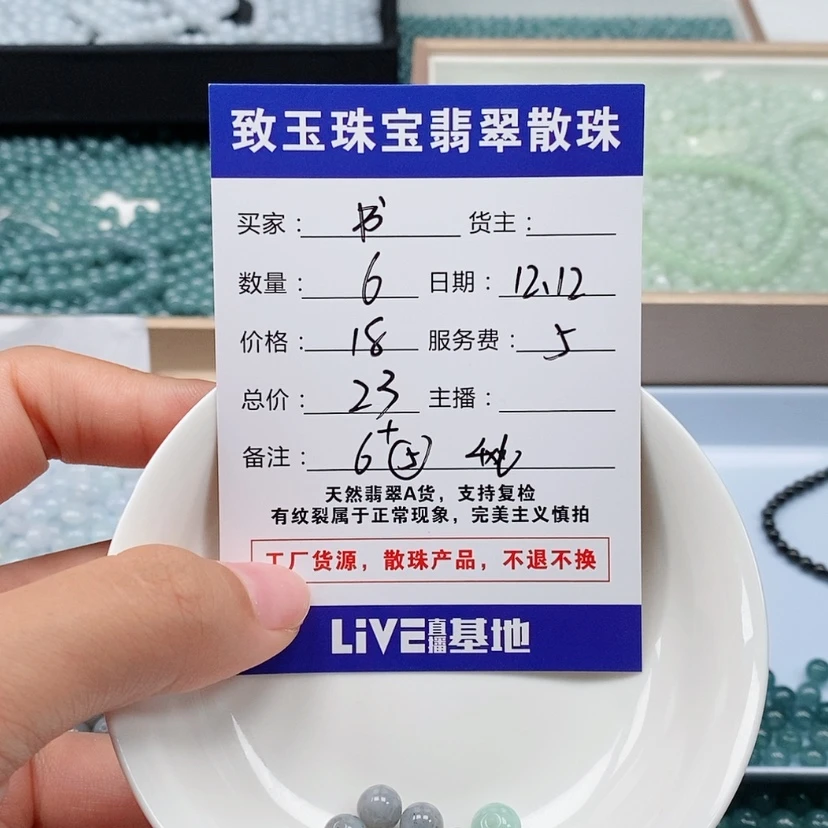 致玉珠宝翡翠散珠
买家：书 货主：
数量：6 日期：12.12
价格：18 服务费：5
总价：23 主播：
备注：6+⑤
天然翡翠A货，支持复检
有纹裂属于正常现象，完美主义慎拍
工厂货源，散珠产品，不退不换
LiVE直播基地